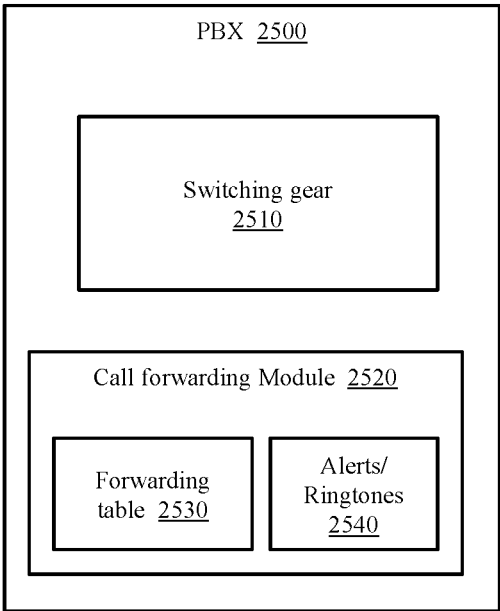 PBX 2500
Switching gear
2510
Call forwarding Module 2520
Forwarding
table 2530
Alerts/
Ringtones
2540